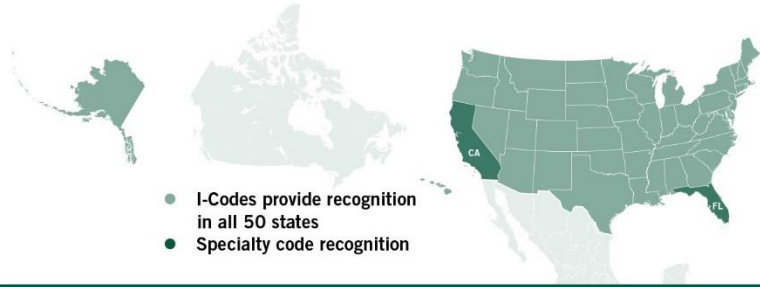 CA
FL
I-Codes provide recognition
in all 50 states
Specialty code recognition